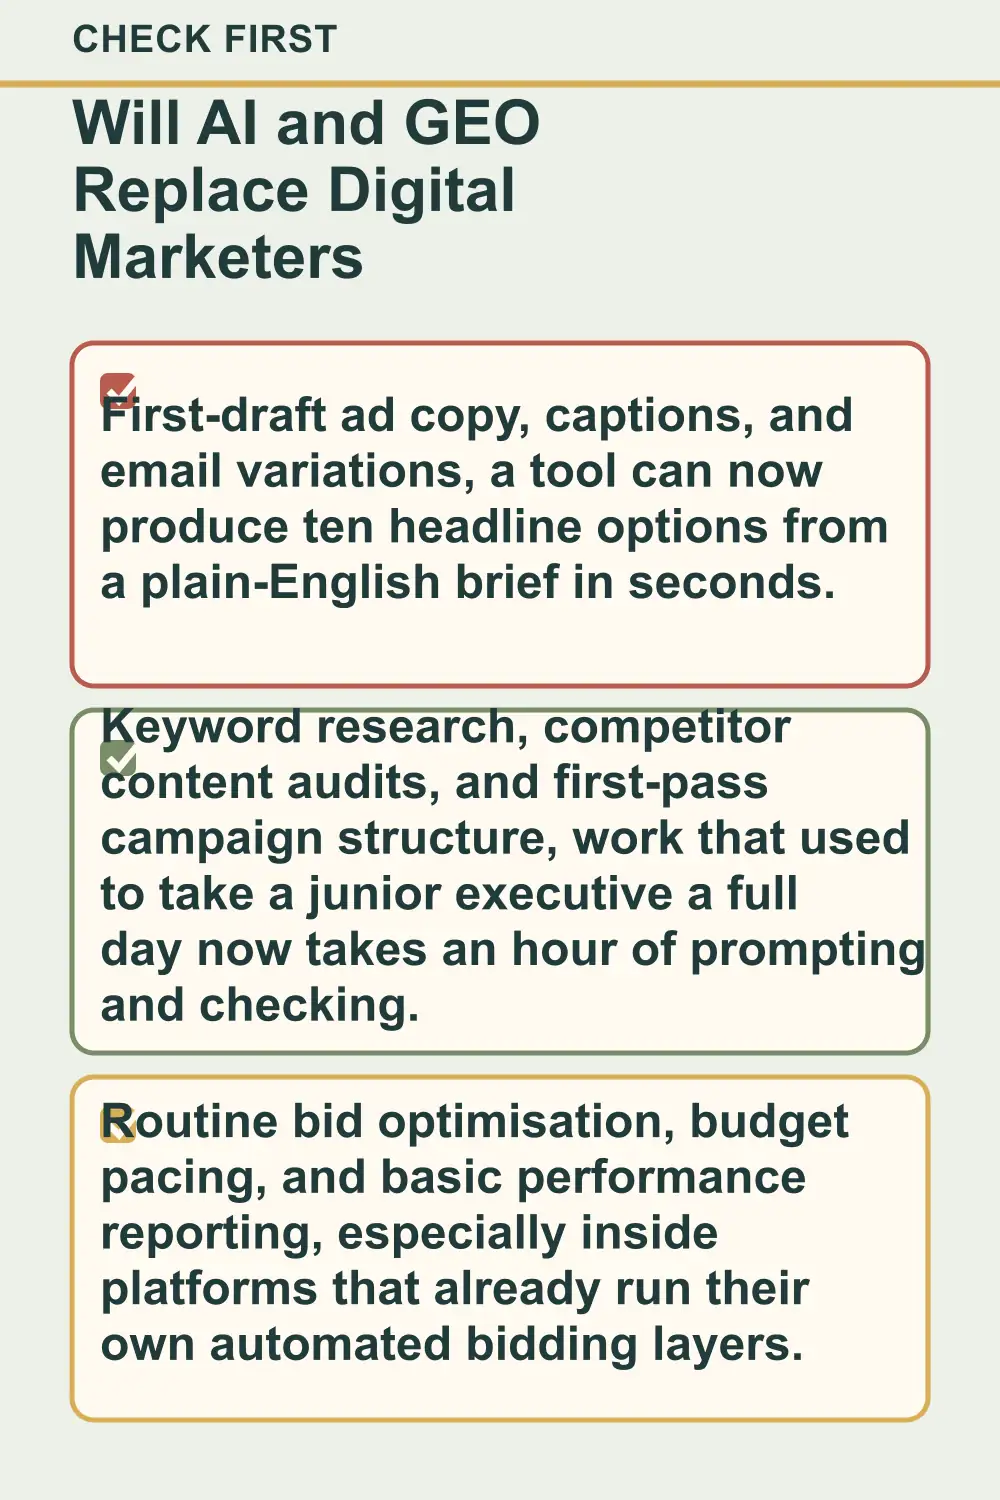 CHECK FIRST
Will AI and GEO
Replace Digital
Marketers
First-draft ad copy, captions, and
email variations, a tool can now
produce ten headline options from
a plain-English brief in seconds.
Keyword research, competitor
content audits, and first-pass
campaign structure, work that used
to take a junior executive a full
day now takes an hour of prompting
and checking.
Routine bid optimisation, budget
pacing, and basic performance
reporting, especially inside
platforms that already run their
own automated bidding layers.